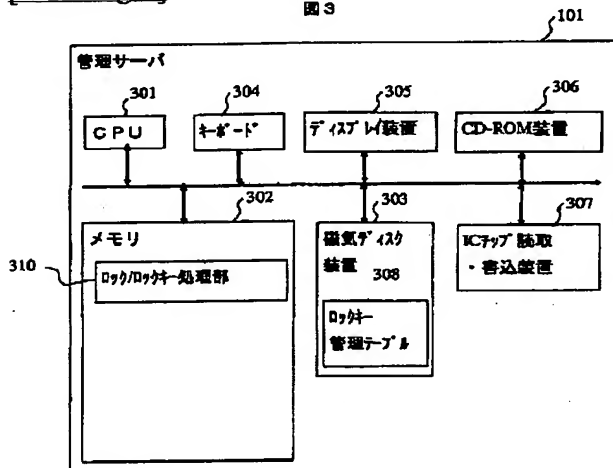 図3
101
管理サーバ
301
304
305
306
CPU
キーボード
ディスプレイ装置
CD-ROM装置
302
303
307
メモリ
磁気ディスク
装置
308
ICチップ読取
・書込装置
310
ロック/ロックキー処理部
ロックキー
管理テーブル